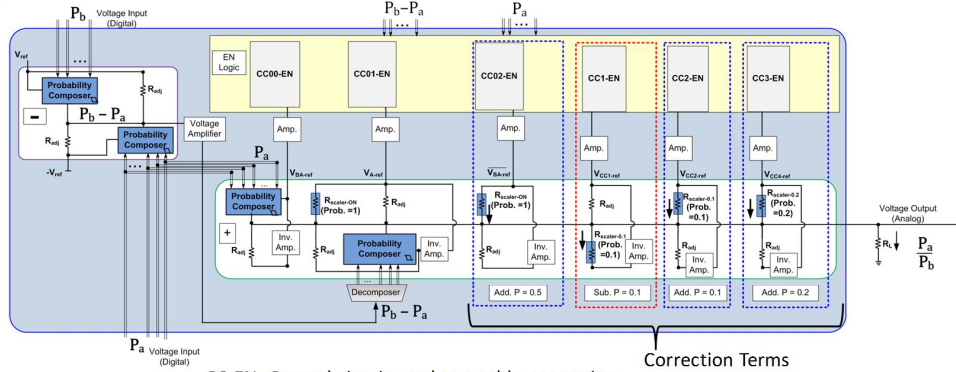 Pb
Voltage Input
(Digital)
Pb–Pa
Pa
...
Vref
EN
Logic
CC00-EN
CC01-EN
CC02-EN
CC1-EN
CC2-EN
CC3-EN
Probability
Composer
Radj
-
Pb – Pa
Voltage
Amplifier
Probability
Composer
Radj
-Vref
Amp.
Amp.
Amp.
Amp.
Amp.
Amp.
Pa
VBA-ref
VA-ref
VBA-ref
VCC1-ref
VCC2-ref
VCC4-ref
Probability
Composer
Rscaler-ON
(Prob. =1)
Radj
Rscaler-ON
(Prob. =1)
Radj
Rscaler-0.1
(Prob.
=0.1)
Rscaler-0.2
(Prob.
=0.2)
Voltage Output
(Analog)
+
Radj
Inv.
Amp.
Radj
Probability
Composer
Inv.
Amp.
Radj
Inv.
Amp.
Rscaler-0.1
(Prob.
=0.1)
Inv.
Amp.
Radj
Inv.
Amp.
Radj
Inv.
Amp.
RL
Pa
Pb
Decomposer
Pb – Pa
Add. P = 0.5
Sub. P = 0.1
Add. P = 0.1
Add. P = 0.2
Pa
Voltage Input
(Digital)
Correction Terms